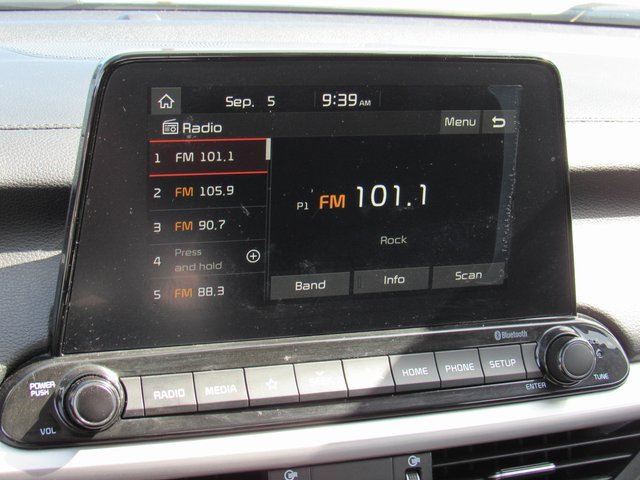 Sep. 5 9:39 AM
Radio Menu
1 FM 101.1
2 FM 105.9
3 FM 90.7
4 Press and hold
5 FM 88.3
P1 FM 101.1
Rock
Band Info Scan
Bluetooth
POWER PUSH
VOL
RADIO MEDIA HOME PHONE SETUP
ENTER
TUNE